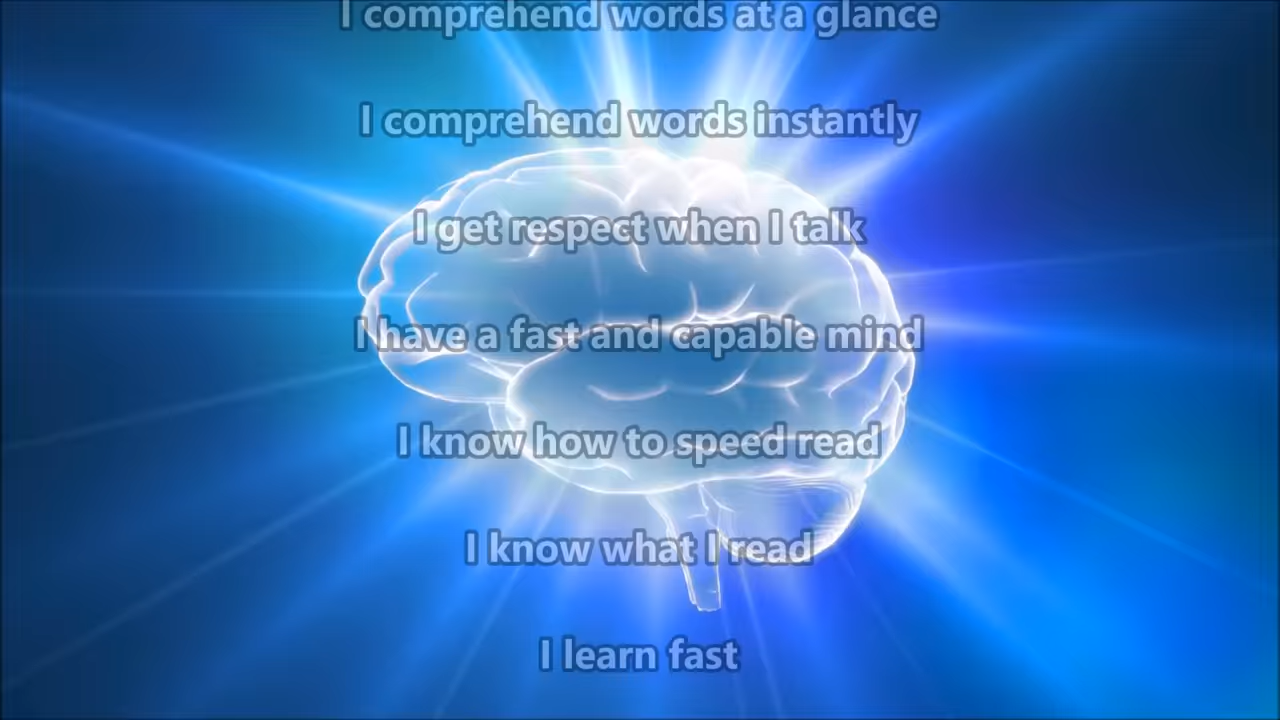 I comprehend words at a glance
I comprehend words instantly
I get respect when I talk
I have a fast and capable mind
I know how to speed read
I know what I read
I learn fast